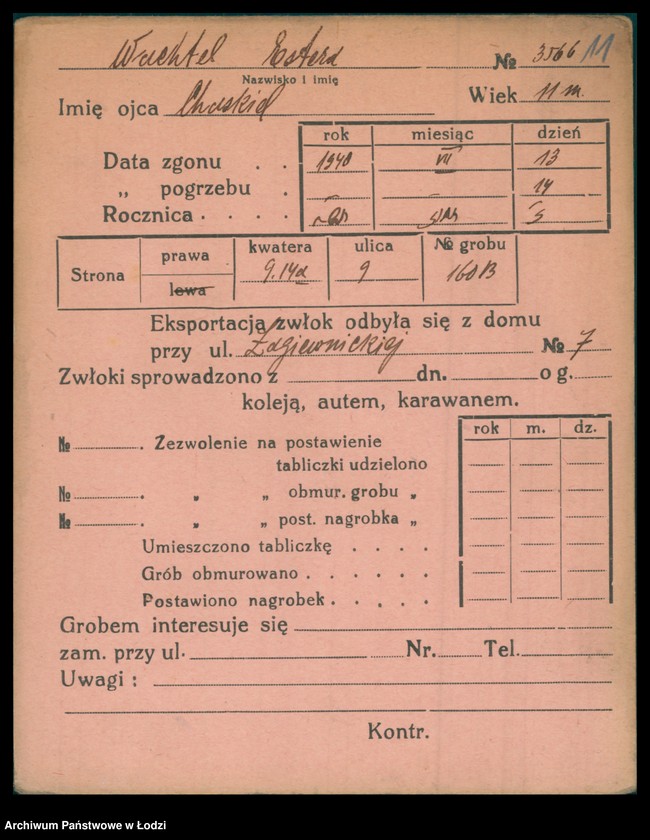 Wachtel Estera № 3566 11
Nazwisko i imię
Imię ojca Chaskiel Wiek 11 m.
rok miesiąc dzień
Data zgonu . . 1940 VII 13
„ pogrzebu . 14
Rocznica . . . .
Strona prawa lewa kwatera 9.14a ulica 9 № grobu 160B
Eksportacja zwłok odbyła się z domu
przy ul. Łagiewnickiej № 7
Zwłoki sprowadzono z dn. o g.
koleją, autem, karawanem.
rok m. dz.
№ . Zezwolenie na postawienie
tabliczki udzielono
№ . „ „ obmur. grobu „
№ . „ „ post. nagrobka „
Umieszczono tabliczkę . . . .
Grób obmurowano . . . . . .
Postawiono nagrobek . . . . .
Grobem interesuje się
zam. przy ul. Nr. Tel.
Uwagi :
Kontr.
Archiwum Państwowe w Łodzi